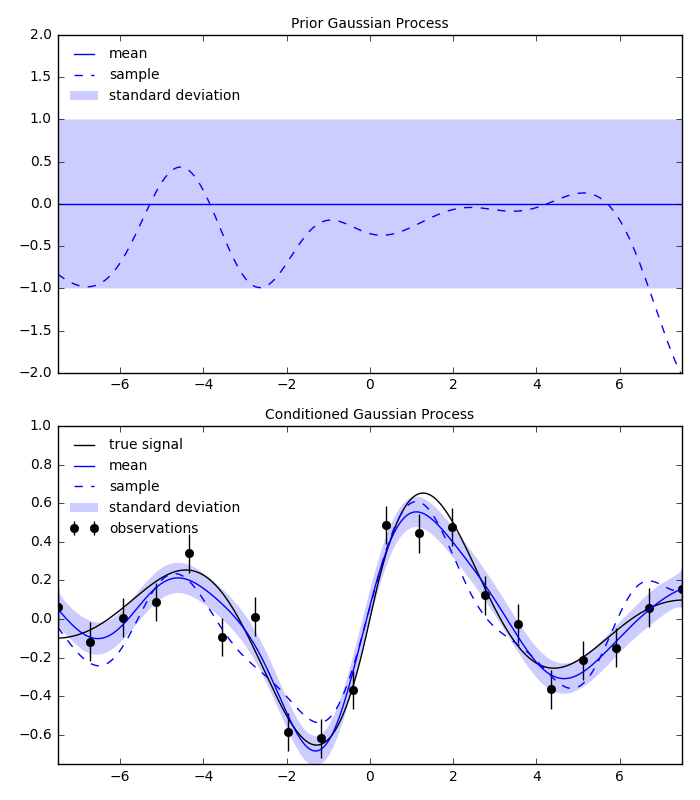 Prior Gaussian Process
2.0
1.5
1.0
0.5
0.0
−0.5
−1.0
−1.5
−2.0
mean
sample
standard deviation
−6 −4 −2 0 2 4 6
Conditioned Gaussian Process
1.0
0.8
0.6
0.4
0.2
0.0
−0.2
−0.4
−0.6
true signal
mean
sample
standard deviation
observations
−6 −4 −2 0 2 4 6